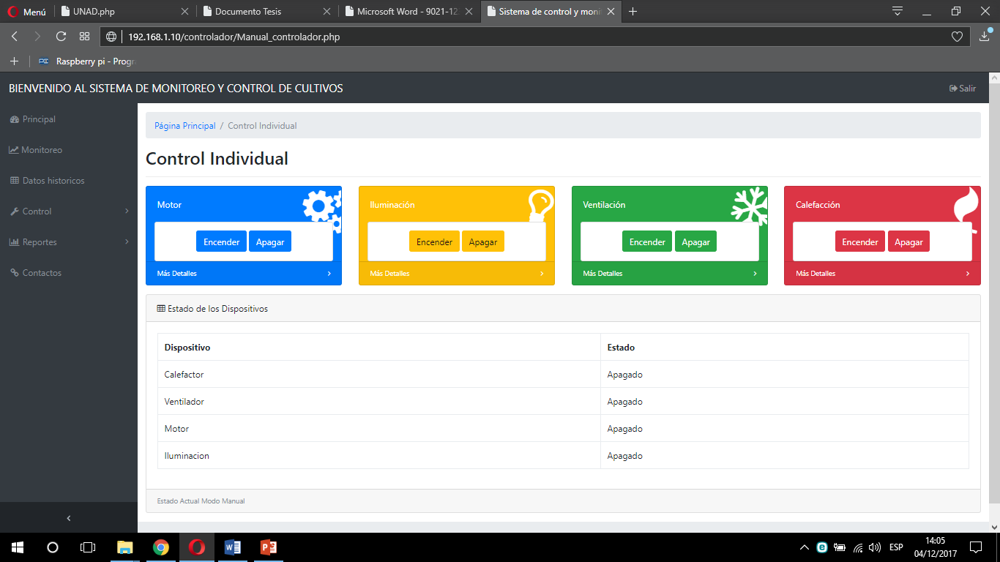 Menú
UNAD.php
Documento Tesis
Microsoft Word - 9021-12
Sistema de control y moni
192.168.1.10/controlador/Manual_controlador.php
Raspberry pi - Progr
BIENVENIDO AL SISTEMA DE MONITOREO Y CONTROL DE CULTIVOS
Salir
Principal
Monitoreo
Datos historicos
Control
Reportes
Contactos
Página Principal / Control Individual
Control Individual
Motor
Encender Apagar
Más Detalles
Iluminación
Encender Apagar
Más Detalles
Ventilación
Encender Apagar
Más Detalles
Calefacción
Encender Apagar
Más Detalles
Estado de los Dispositivos
Dispositivo Estado
Calefactor Apagado
Ventilador Apagado
Motor Apagado
Iluminacion Apagado
Estado Actual Modo Manual
ESP
14:05
04/12/2017